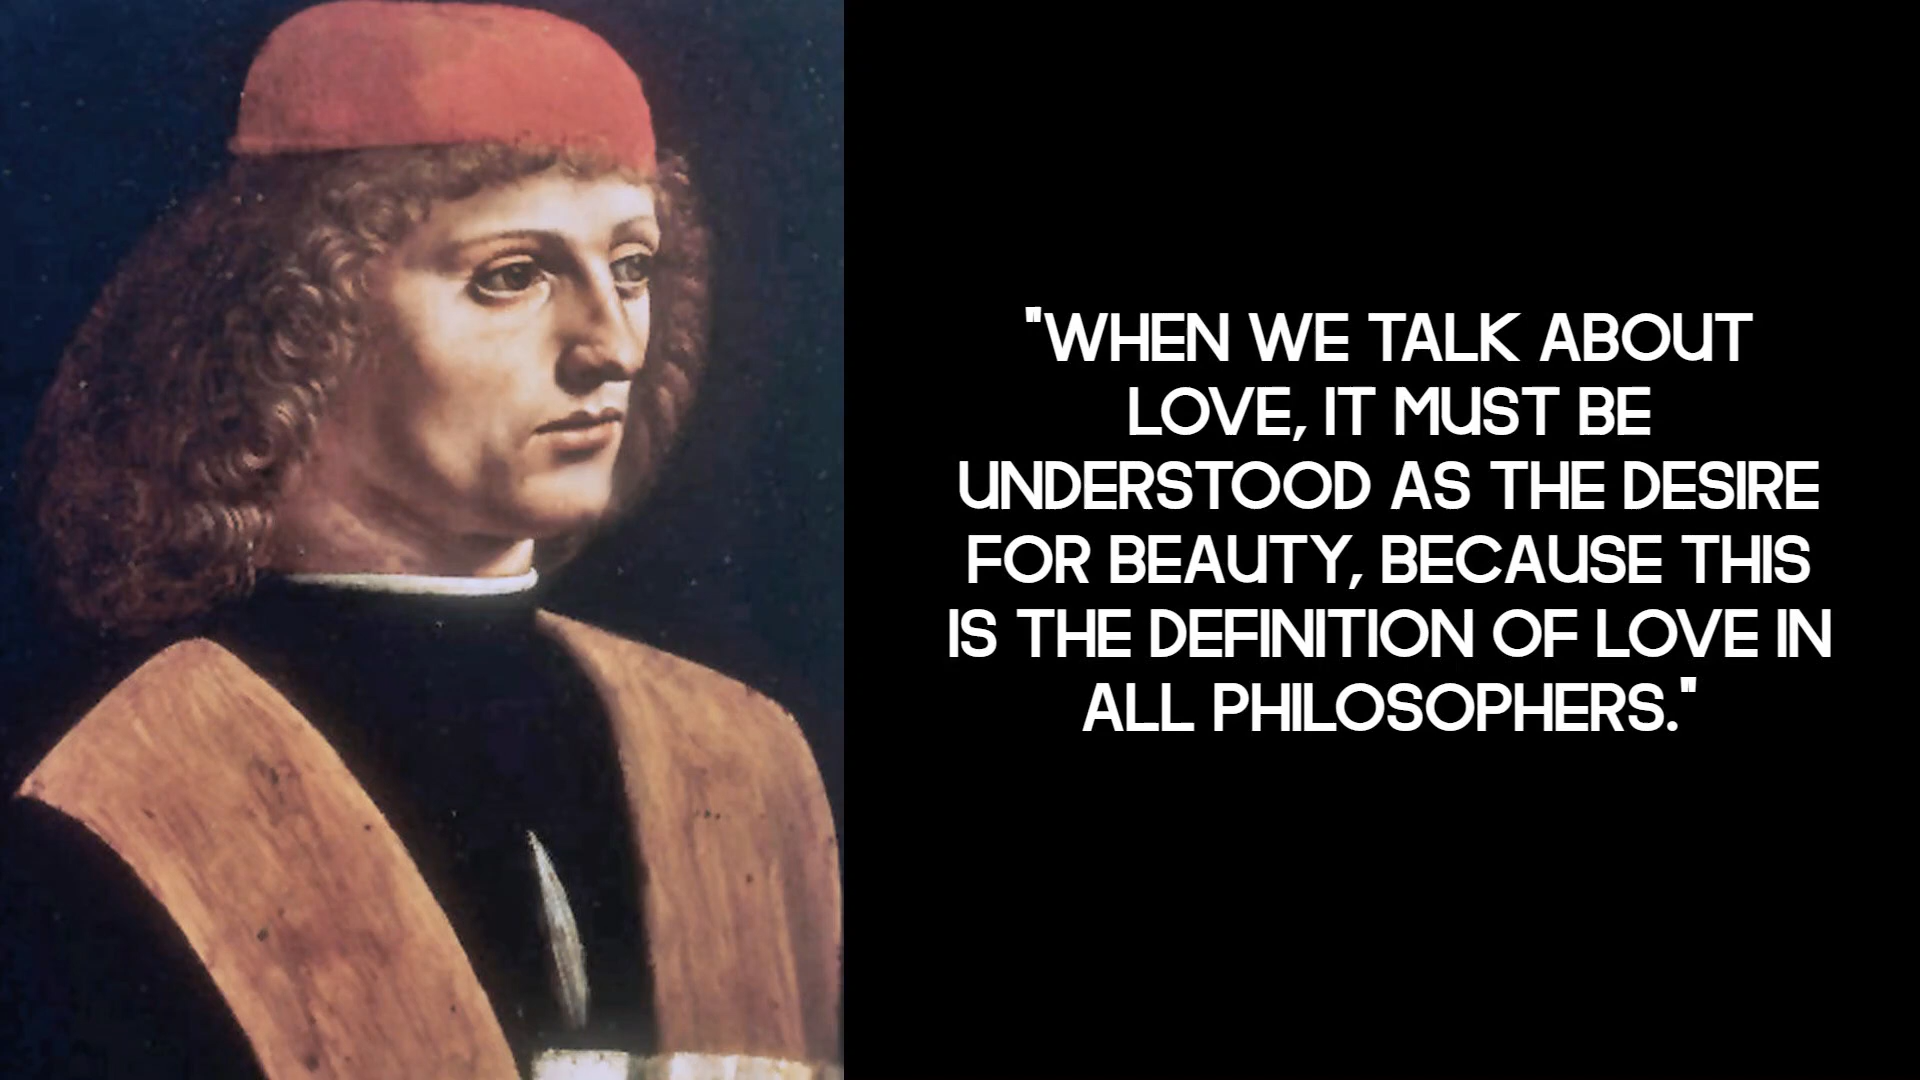 "WHEN WE TALK ABOUT
LOVE, IT MUST BE
UNDERSTOOD AS THE DESIRE
FOR BEAUTY, BECAUSE THIS
IS THE DEFINITION OF LOVE IN
ALL PHILOSOPHERS."